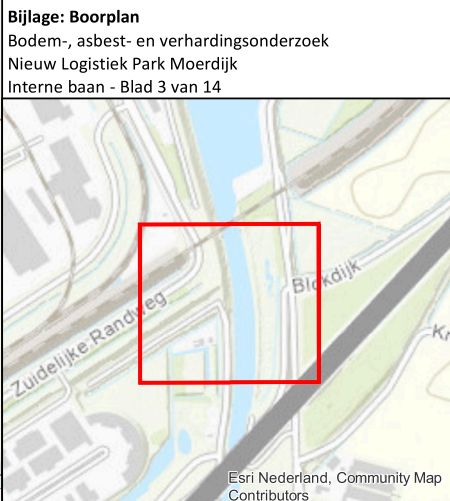 Bijlage: Boorplan
Bodem-, asbest- en verhardingsonderzoek
Nieuw Logistiek Park Moerdijk
Interne baan - Blad 3 van 14
Blokdijk
Zuidelijke Randweg
Esri Nederland, Community Map
Contributors